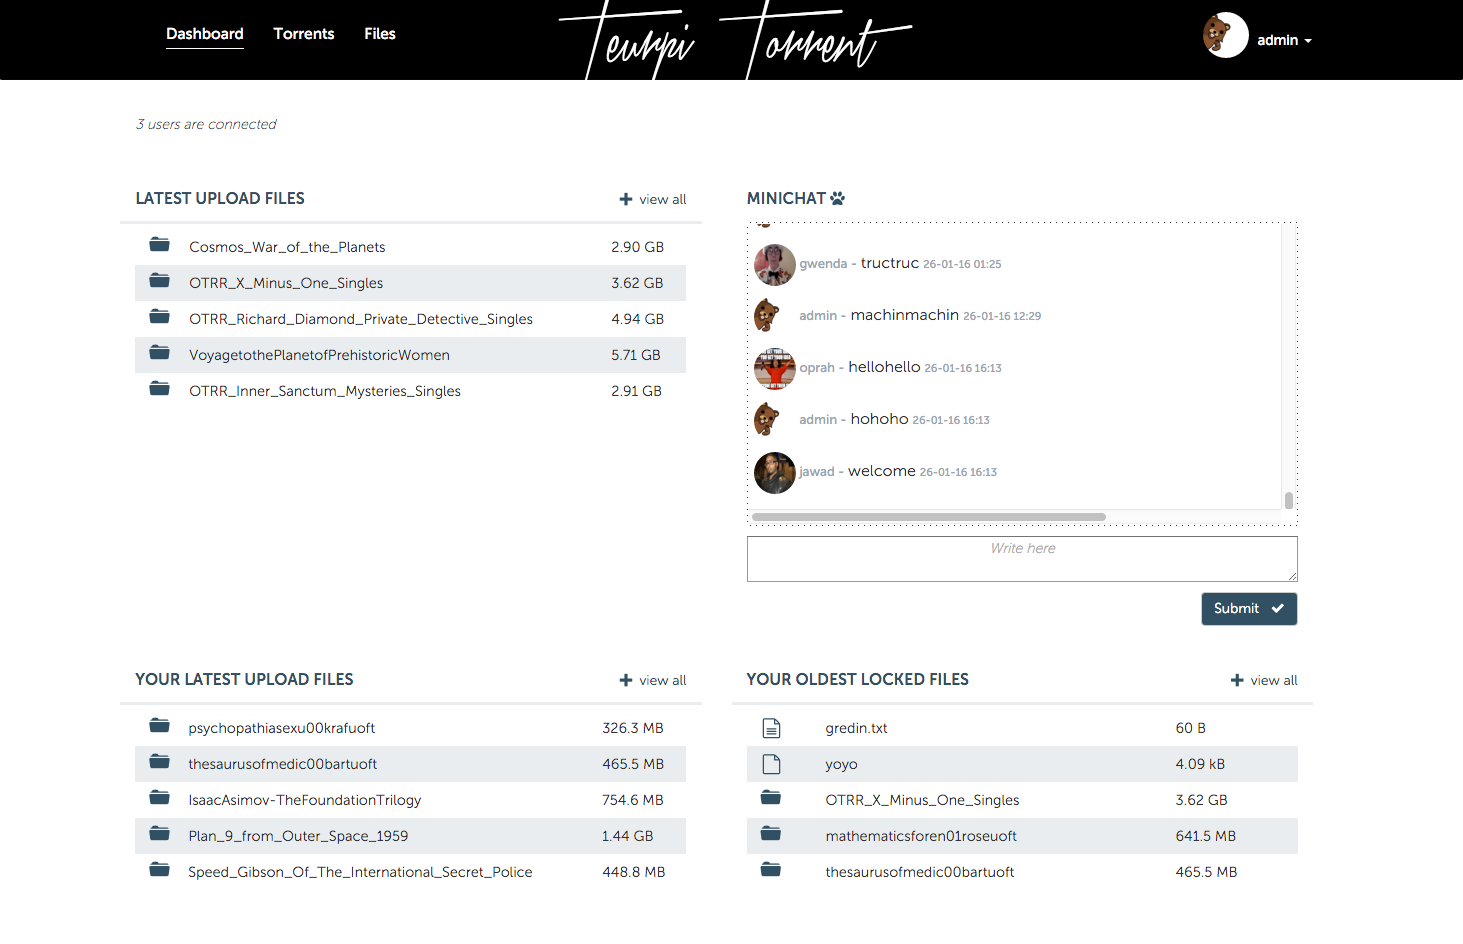 Dashboard Torrents Files Teurpi Torrent admin
3 users are connected
LATEST UPLOAD FILES view all
Cosmos_War_of_the_Planets 2.90 GB
OTRR_X_Minus_One_Singles 3.62 GB
OTRR_Richard_Diamond_Private_Detective_Singles 4.94 GB
VoyagetothePlanetofPrehistoricWomen 5.71 GB
OTRR_Inner_Sanctum_Mysteries_Singles 2.91 GB
MINICHAT
gwenda - tructruc 26-01-16 01:25
admin - machinmachin 26-01-16 12:29
oprah - hellohello 26-01-16 16:13
admin - hohoho 26-01-16 16:13
jawad - welcome 26-01-16 16:13
Write here
Submit
YOUR LATEST UPLOAD FILES view all
psychopathiasexu00krafuoft 326.3 MB
thesaurusofmedic00bartuoft 465.5 MB
IsaacAsimov-TheFoundationTrilogy 754.6 MB
Plan_9_from_Outer_Space_1959 1.44 GB
Speed_Gibson_Of_The_International_Secret_Police 448.8 MB
YOUR OLDEST LOCKED FILES view all
gredin.txt 60 B
yoyo 4.09 kB
OTRR_X_Minus_One_Singles 3.62 GB
mathematicsforen01roseuoft 641.5 MB
thesaurusofmedic00bartuoft 465.5 MB